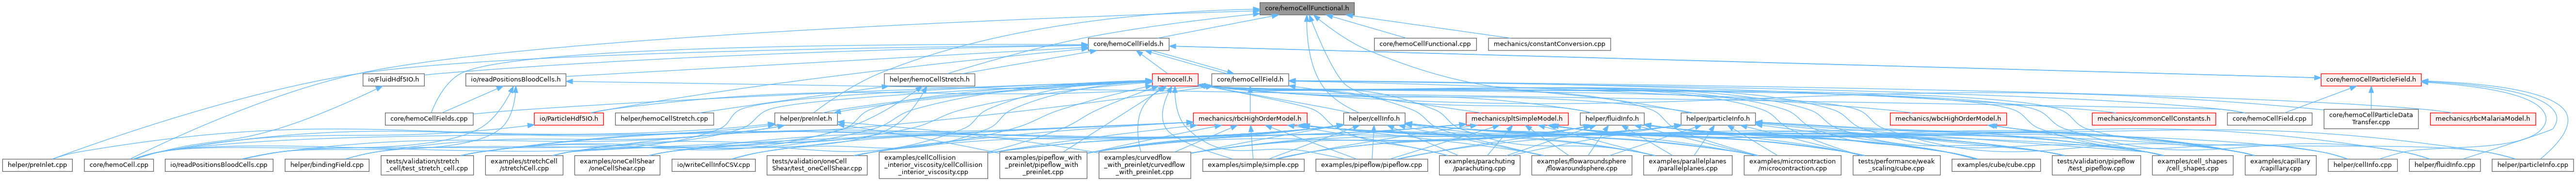 core/hemoCellFunctional.h
core/hemoCellFields.h
core/hemoCellFunctional.cpp
mechanics/constantConversion.cpp
io/FluidHdf5IO.h
io/readPositionsBloodCells.h
helper/hemoCellStretch.h
hemocell.h
core/hemoCellField.h
core/hemoCellParticleField.h
core/hemoCellFields.cpp
io/ParticleHdf5IO.h
helper/hemoCellStretch.cpp
helper/preInlet.h
mechanics/rbcHighOrderModel.h
helper/cellInfo.h
mechanics/pltSimpleModel.h
helper/fluidInfo.h
helper/particleInfo.h
mechanics/wbcHighOrderModel.h
mechanics/commonCellConstants.h
core/hemoCellField.cpp
core/hemoCellParticleData
Transfer.cpp
mechanics/rbcMalariaModel.h
helper/preInlet.cpp
core/hemoCell.cpp
io/readPositionsBloodCells.cpp
helper/bindingField.cpp
tests/validation/stretch
_cell/test_stretch_cell.cpp
examples/stretchCell
/stretchCell.cpp
examples/oneCellShear
/oneCellShear.cpp
io/writeCellInfoCSV.cpp
tests/validation/oneCell
Shear/test_oneCellShear.cpp
examples/cellCollision
_interior_viscosity/cellCollision
_interior_viscosity.cpp
examples/pipeflow_with
_preinlet/pipeflow_with
_preinlet.cpp
examples/curvedflow
_with_preinlet/curvedflow
_with_preinlet.cpp
examples/simple/simple.cpp
examples/pipeflow/pipeflow.cpp
examples/parachuting
/parachuting.cpp
examples/flowaroundsphere
/flowaroundsphere.cpp
examples/parallelplanes
/parallelplanes.cpp
examples/microcontraction
/microcontraction.cpp
tests/performance/weak
_scaling/cube.cpp
examples/cube/cube.cpp
tests/validation/pipeflow
/test_pipeflow.cpp
examples/cell_shapes
/cell_shapes.cpp
examples/capillary
/capillary.cpp
helper/cellInfo.cpp
helper/fluidInfo.cpp
helper/particleInfo.cpp